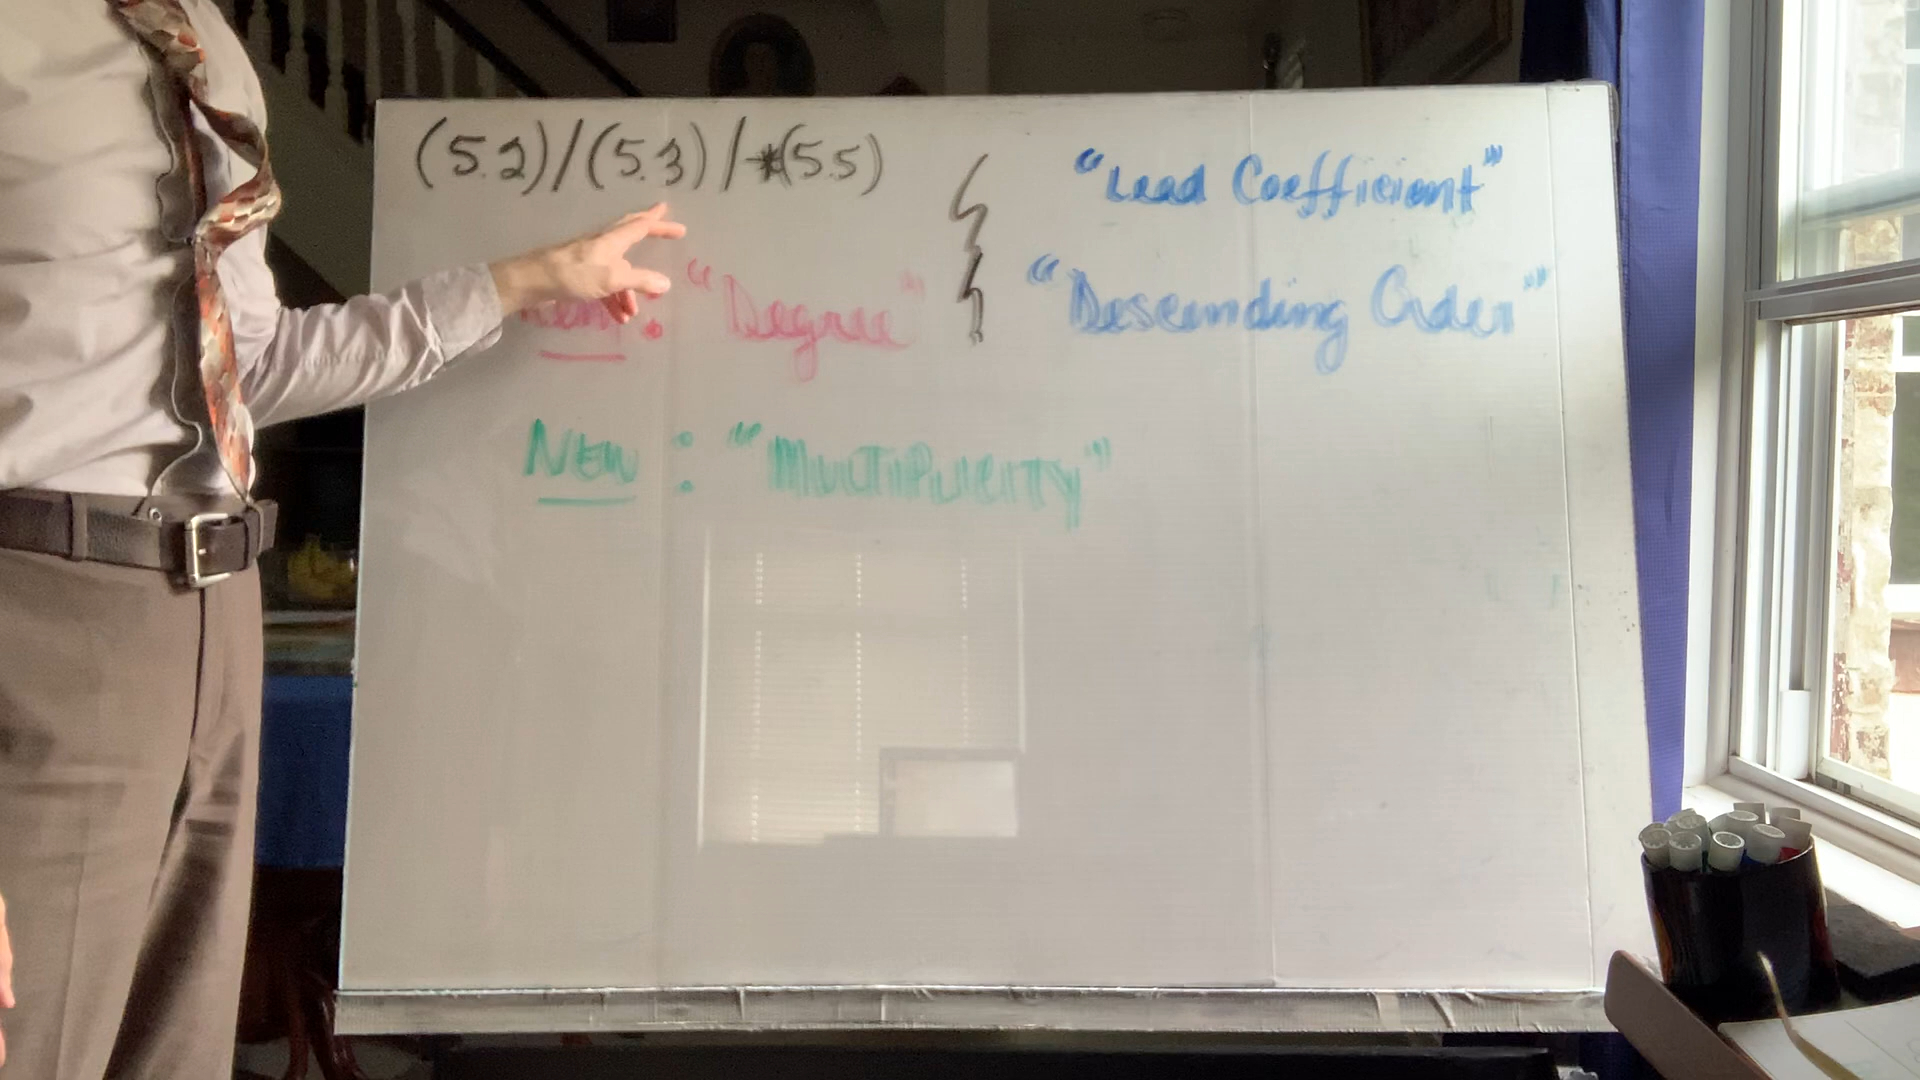 (5.2)/(5.3)/*(5.5)
"Lead Coefficient"
: "Degree"
"Descending Order"
NEW : "MULTIPLICITY"